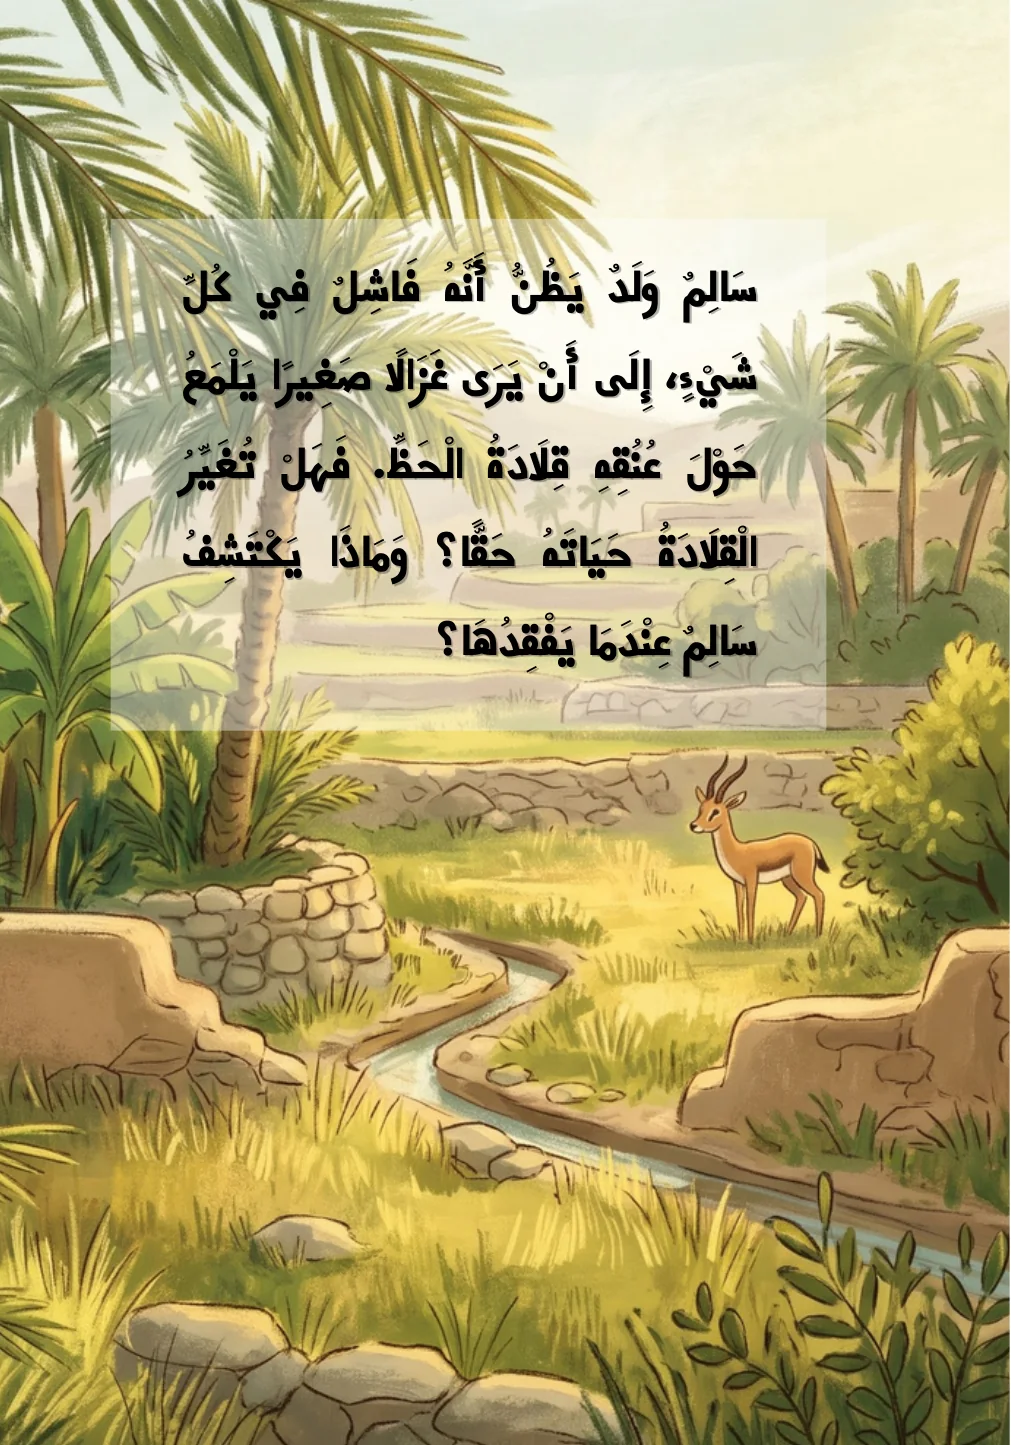 سَالِمٌ وَلَدٌ يَظُنُّ أَنَّهُ فَاشِلٌ فِي كُلِّ
شَيْءٍ، إِلَى أَنْ يَرَى غَزَالًا صَغِيرًا يَلْمَعُ
حَوْلَ عُنُقِهِ قِلَادَةُ الْحَظِّ. فَهَلْ تُغَيِّرُ
الْقِلَادَةُ حَيَاتَهُ حَقًّا؟ وَمَاذَا يَكْتَشِفُ
سَالِمٌ عِنْدَمَا يَفْقِدُهَا؟